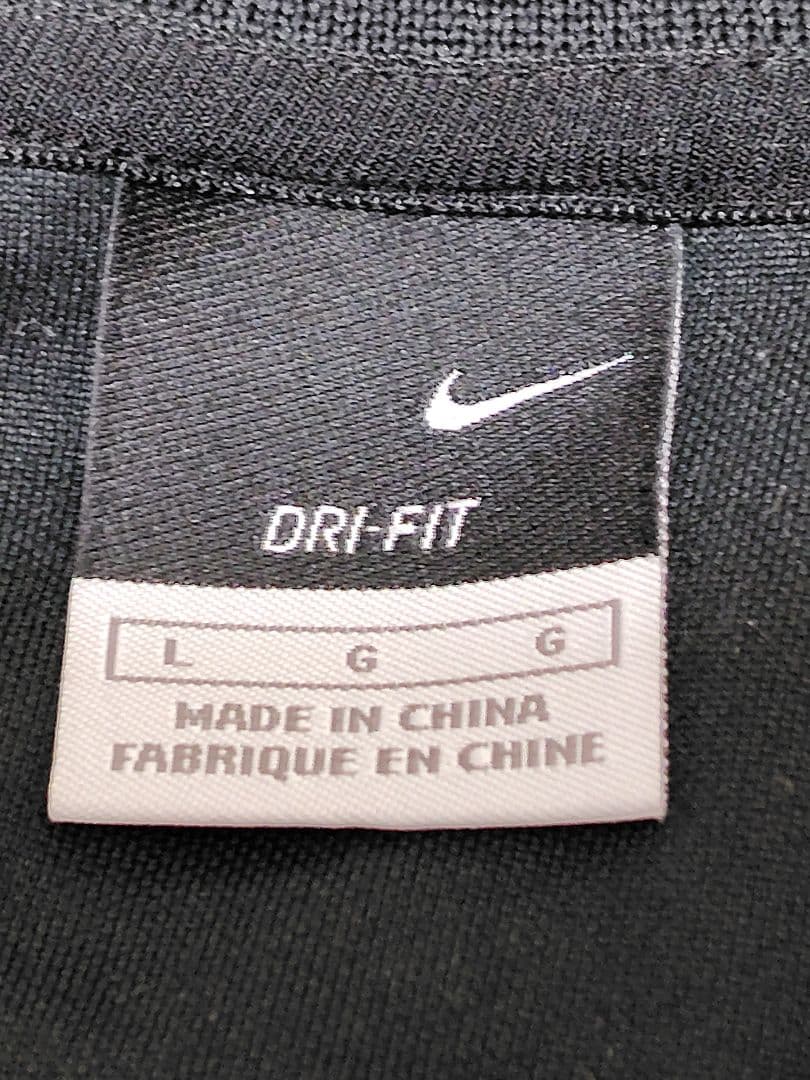 DRI-FIT
L G G
MADE IN CHINA
FABRIQUE EN CHINE